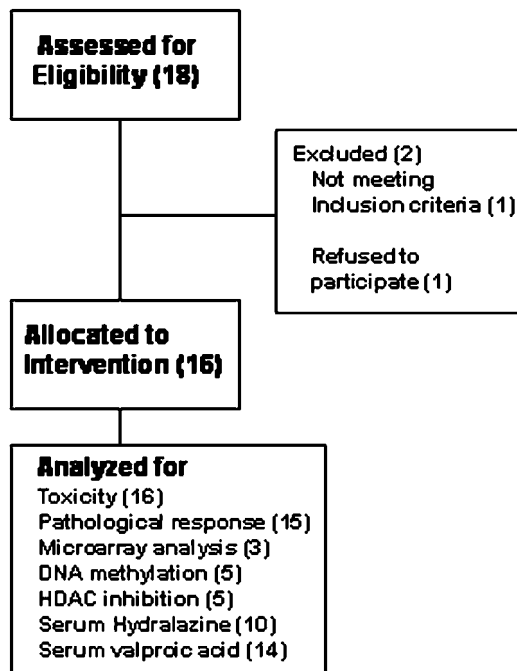 Assessed for
Eligibility (18)
Excluded (2)
Not meeting
Inclusion criteria (1)
Refused to
participate (1)
Allocated to
Intervention (16)
Analyzed for
Toxicity (16)
Pathological response (15)
Microarray analysis (3)
DNA methylation (5)
HDAC inhibition (5)
Serum Hydralazine (10)
Serum valproic acid (14)